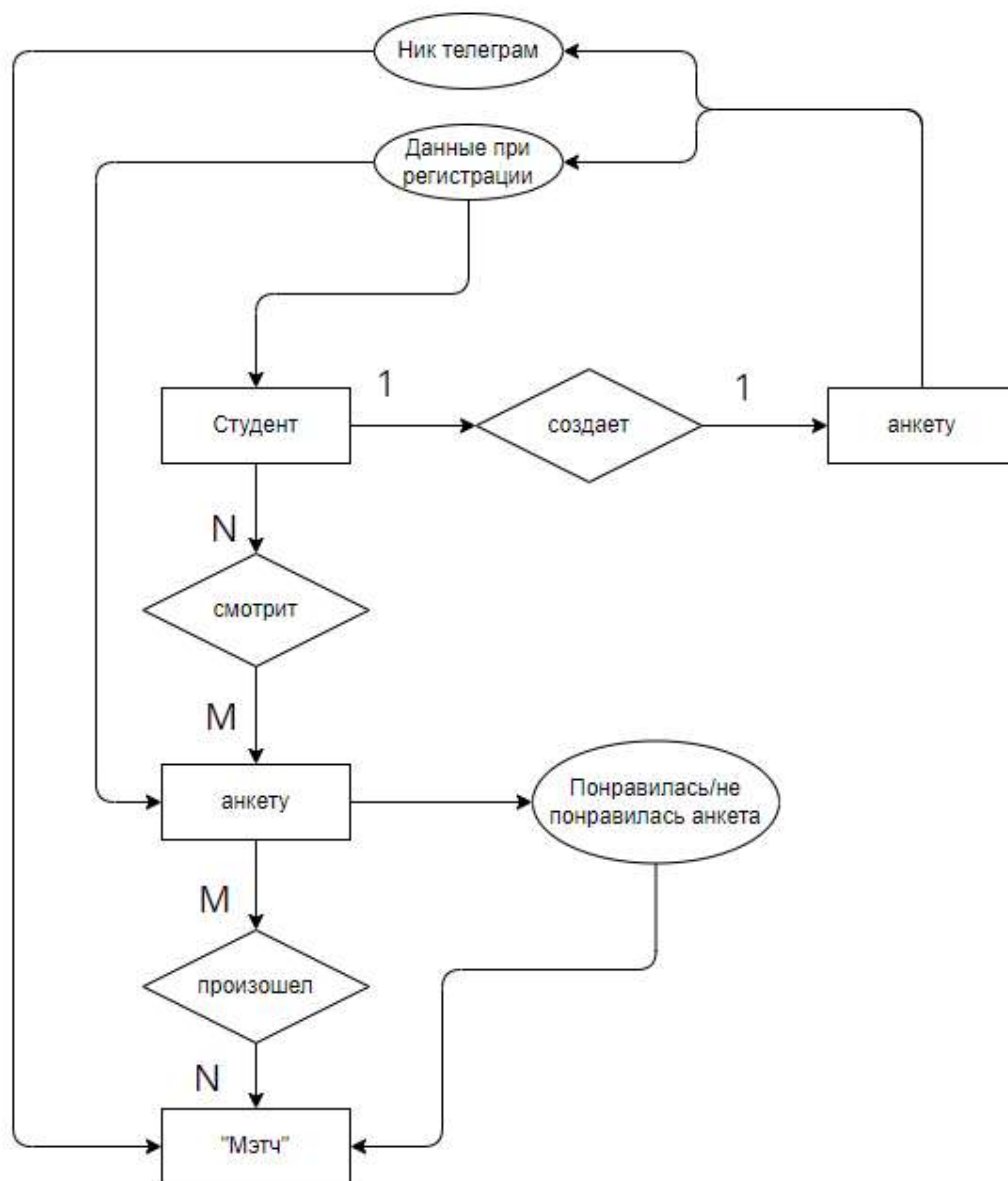 Ник телеграм
Данные при
регистрации
1
1
Студент
создает
анкету
N
смотрит
M
анкету
Понравилась/не
понравилась анкета
M
произошел
N
"Мэтч"